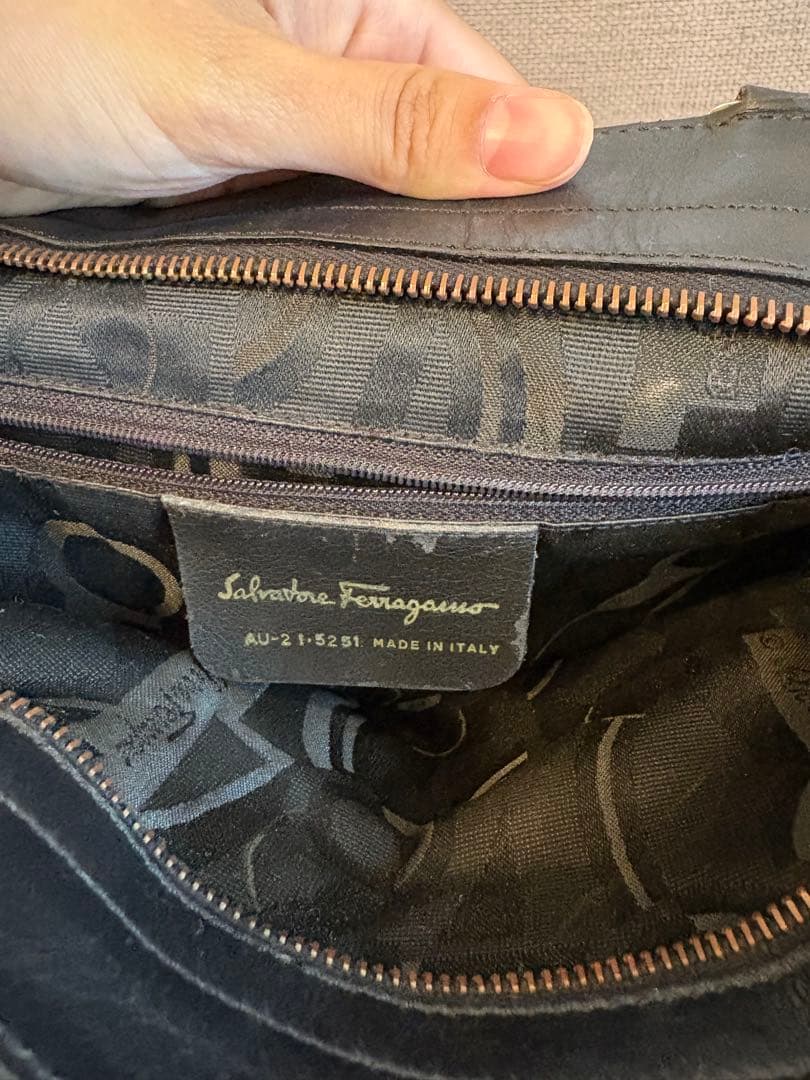 Salvatore Ferragamo
AU-21·5251. MADE IN ITALY